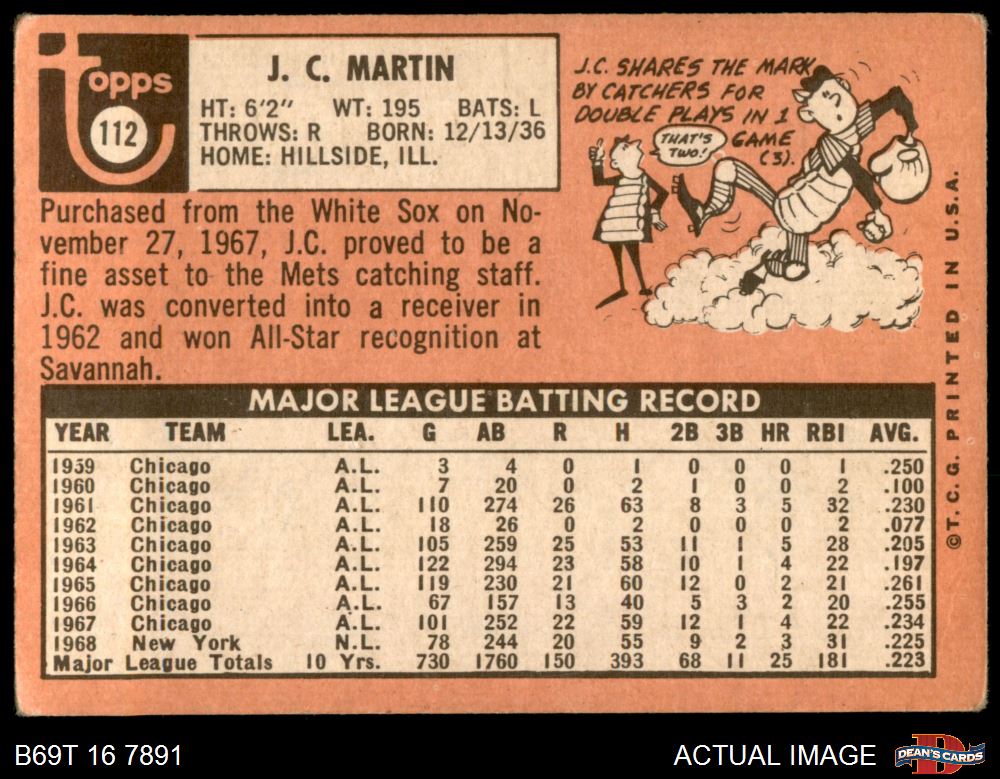 topps
112
J. C. MARTIN
HT: 6'2" WT: 195 BATS: L
THROWS: R BORN: 12/13/36
HOME: HILLSIDE, ILL.
J.C. SHARES THE MARK
BY CATCHERS FOR
DOUBLE PLAYS IN 1
GAME
(3).
THAT'S
TWO!
Purchased from the White Sox on No-
vember 27, 1967, J.C. proved to be a
fine asset to the Mets catching staff.
J.C. was converted into a receiver in
1962 and won All-Star recognition at
Savannah.
MAJOR LEAGUE BATTING RECORD
YEAR TEAM LEA. G AB R H 2B 3B HR RBI AVG.
1959 Chicago A.L. 3 4 0 1 0 0 0 1 .250
1960 Chicago A.L. 7 20 0 2 1 0 0 2 .100
1961 Chicago A.L. 110 274 26 63 8 3 5 32 .230
1962 Chicago A.L. 18 26 0 2 0 0 0 2 .077
1963 Chicago A.L. 105 259 25 53 11 1 5 28 .205
1964 Chicago A.L. 122 294 23 58 10 1 4 22 .197
1965 Chicago A.L. 119 230 21 60 12 0 2 21 .261
1966 Chicago A.L. 67 157 13 40 5 3 2 20 .255
1967 Chicago A.L. 101 252 22 59 12 1 4 22 .234
1968 New York N.L. 78 244 20 55 9 2 3 31 .225
Major League Totals 10 Yrs. 730 1760 150 393 68 11 25 181 .223
©T. C. G. PRINTED IN U.S.A.
B69T 16 7891
ACTUAL IMAGE
D
DEAN'S CARDS